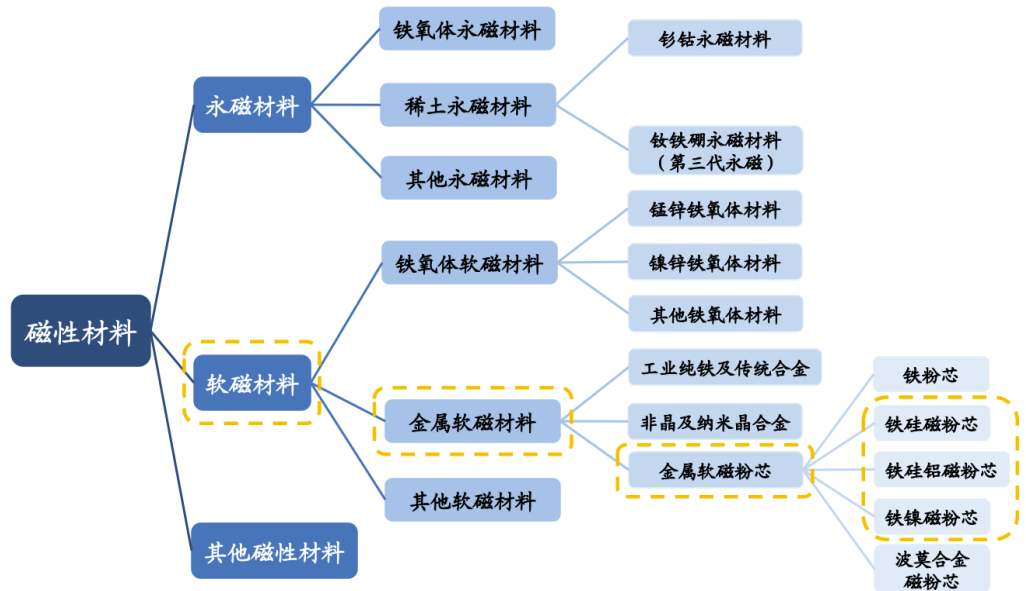 磁性材料
永磁材料
铁氧体永磁材料
稀土永磁材料
钐钴永磁材料
钕铁硼永磁材料
（第三代永磁）
其他永磁材料
软磁材料
铁氧体软磁材料
锰锌铁氧体材料
镍锌铁氧体材料
其他铁氧体材料
金属软磁材料
工业纯铁及传统合金
非晶及纳米晶合金
金属软磁粉芯
铁粉芯
铁硅磁粉芯
铁硅铝磁粉芯
铁镍磁粉芯
波莫合金
磁粉芯
其他软磁材料
其他磁性材料